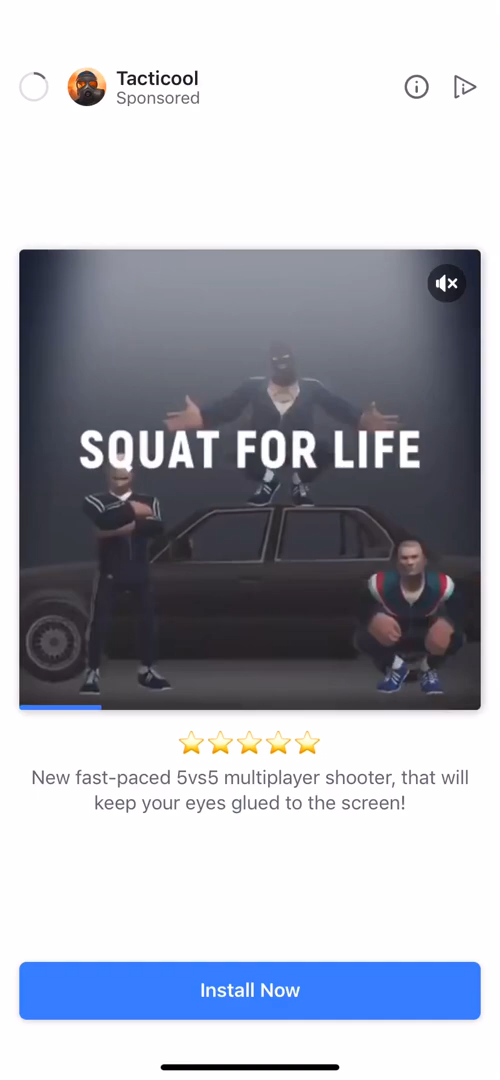 Tacticool
Sponsored
SQUAT FOR LIFE
New fast-paced 5vs5 multiplayer shooter, that will
keep your eyes glued to the screen!
Install Now